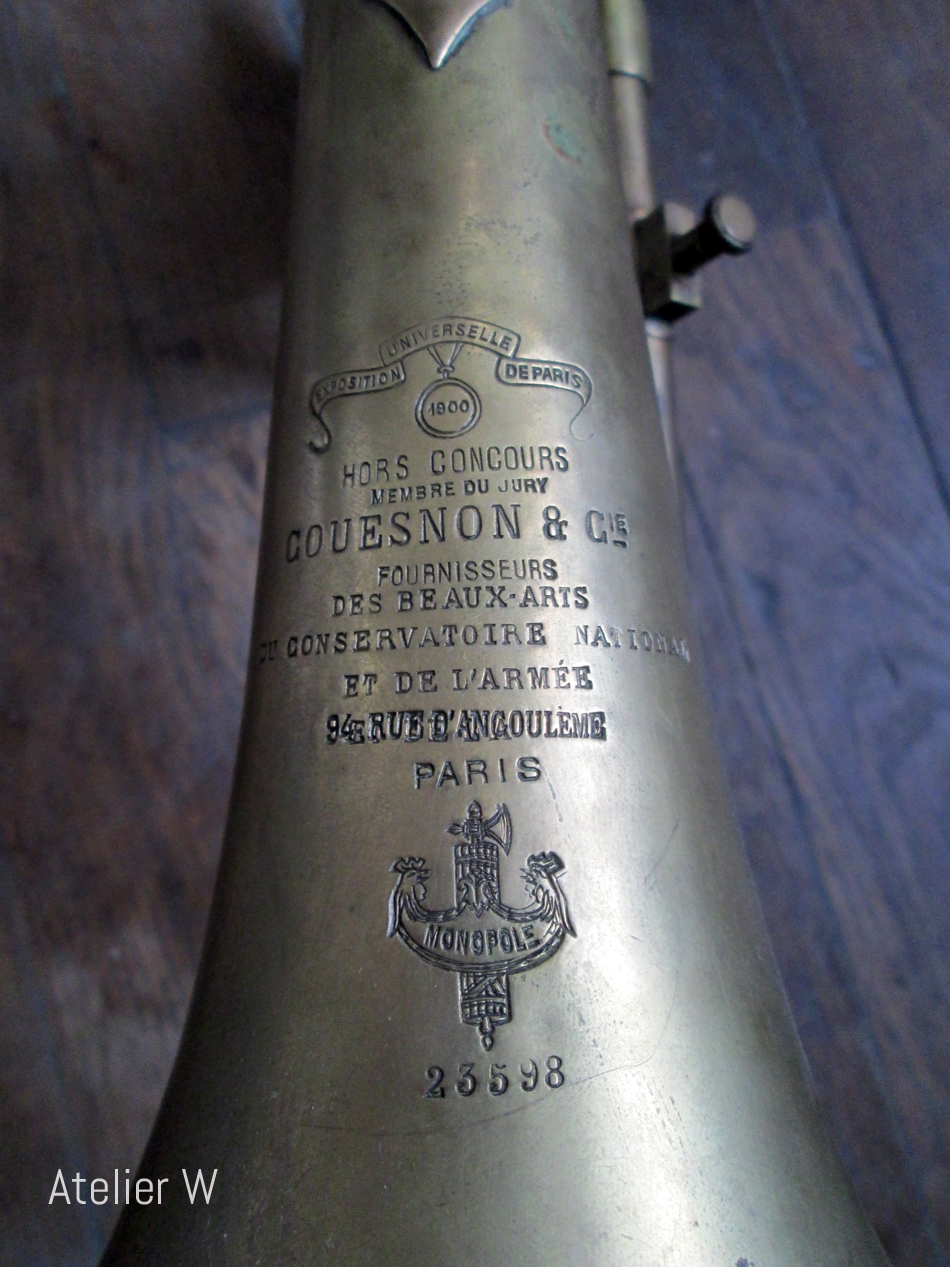 EXPOSITION UNIVERSELLE DE PARIS
1900
HORS CONCOURS
MEMBRE DU JURY
COUESNON & CIE
FOURNISSEURS
DES BEAUX-ARTS
DU CONSERVATOIRE NATIONAL
ET DE L'ARMÉE
94 RUE D'ANGOULÊME
PARIS
MONOPOLE
23598
Atelier W